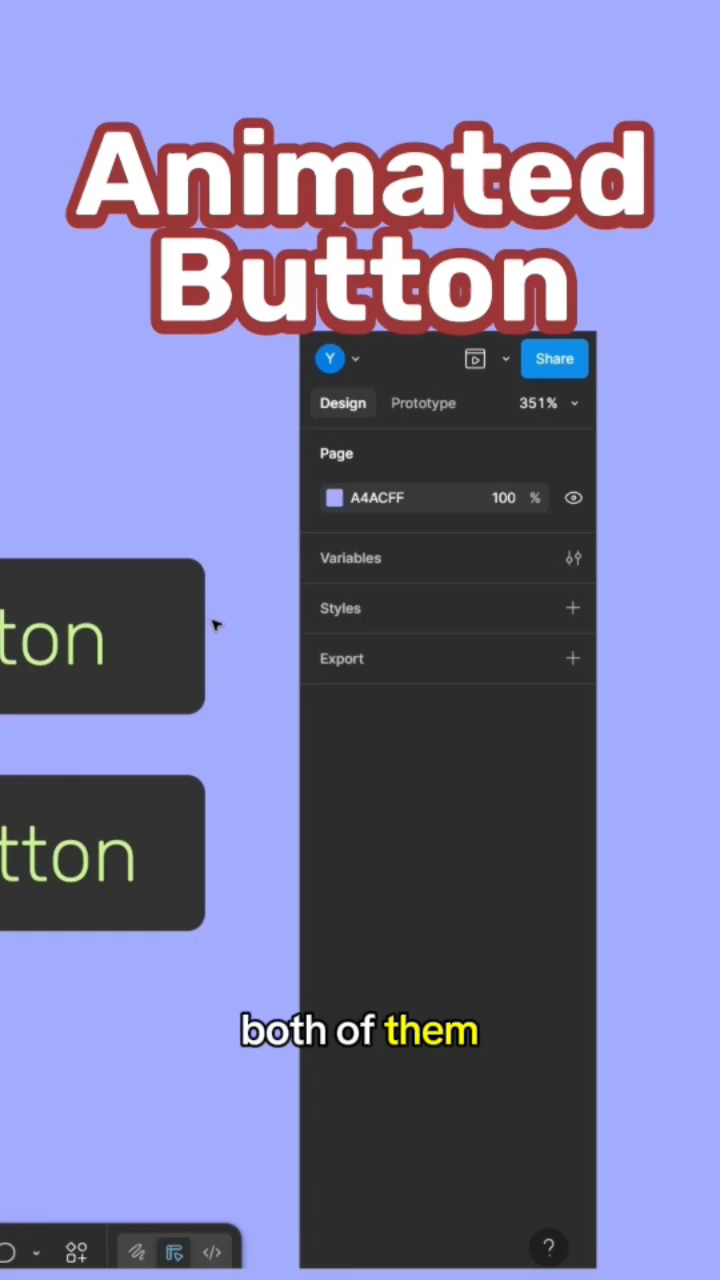 Animated
Button
Y
Share
Design Prototype 351%
Page
A4ACFF 100 %
Variables
Styles
ton
Export
tton
both of them
?